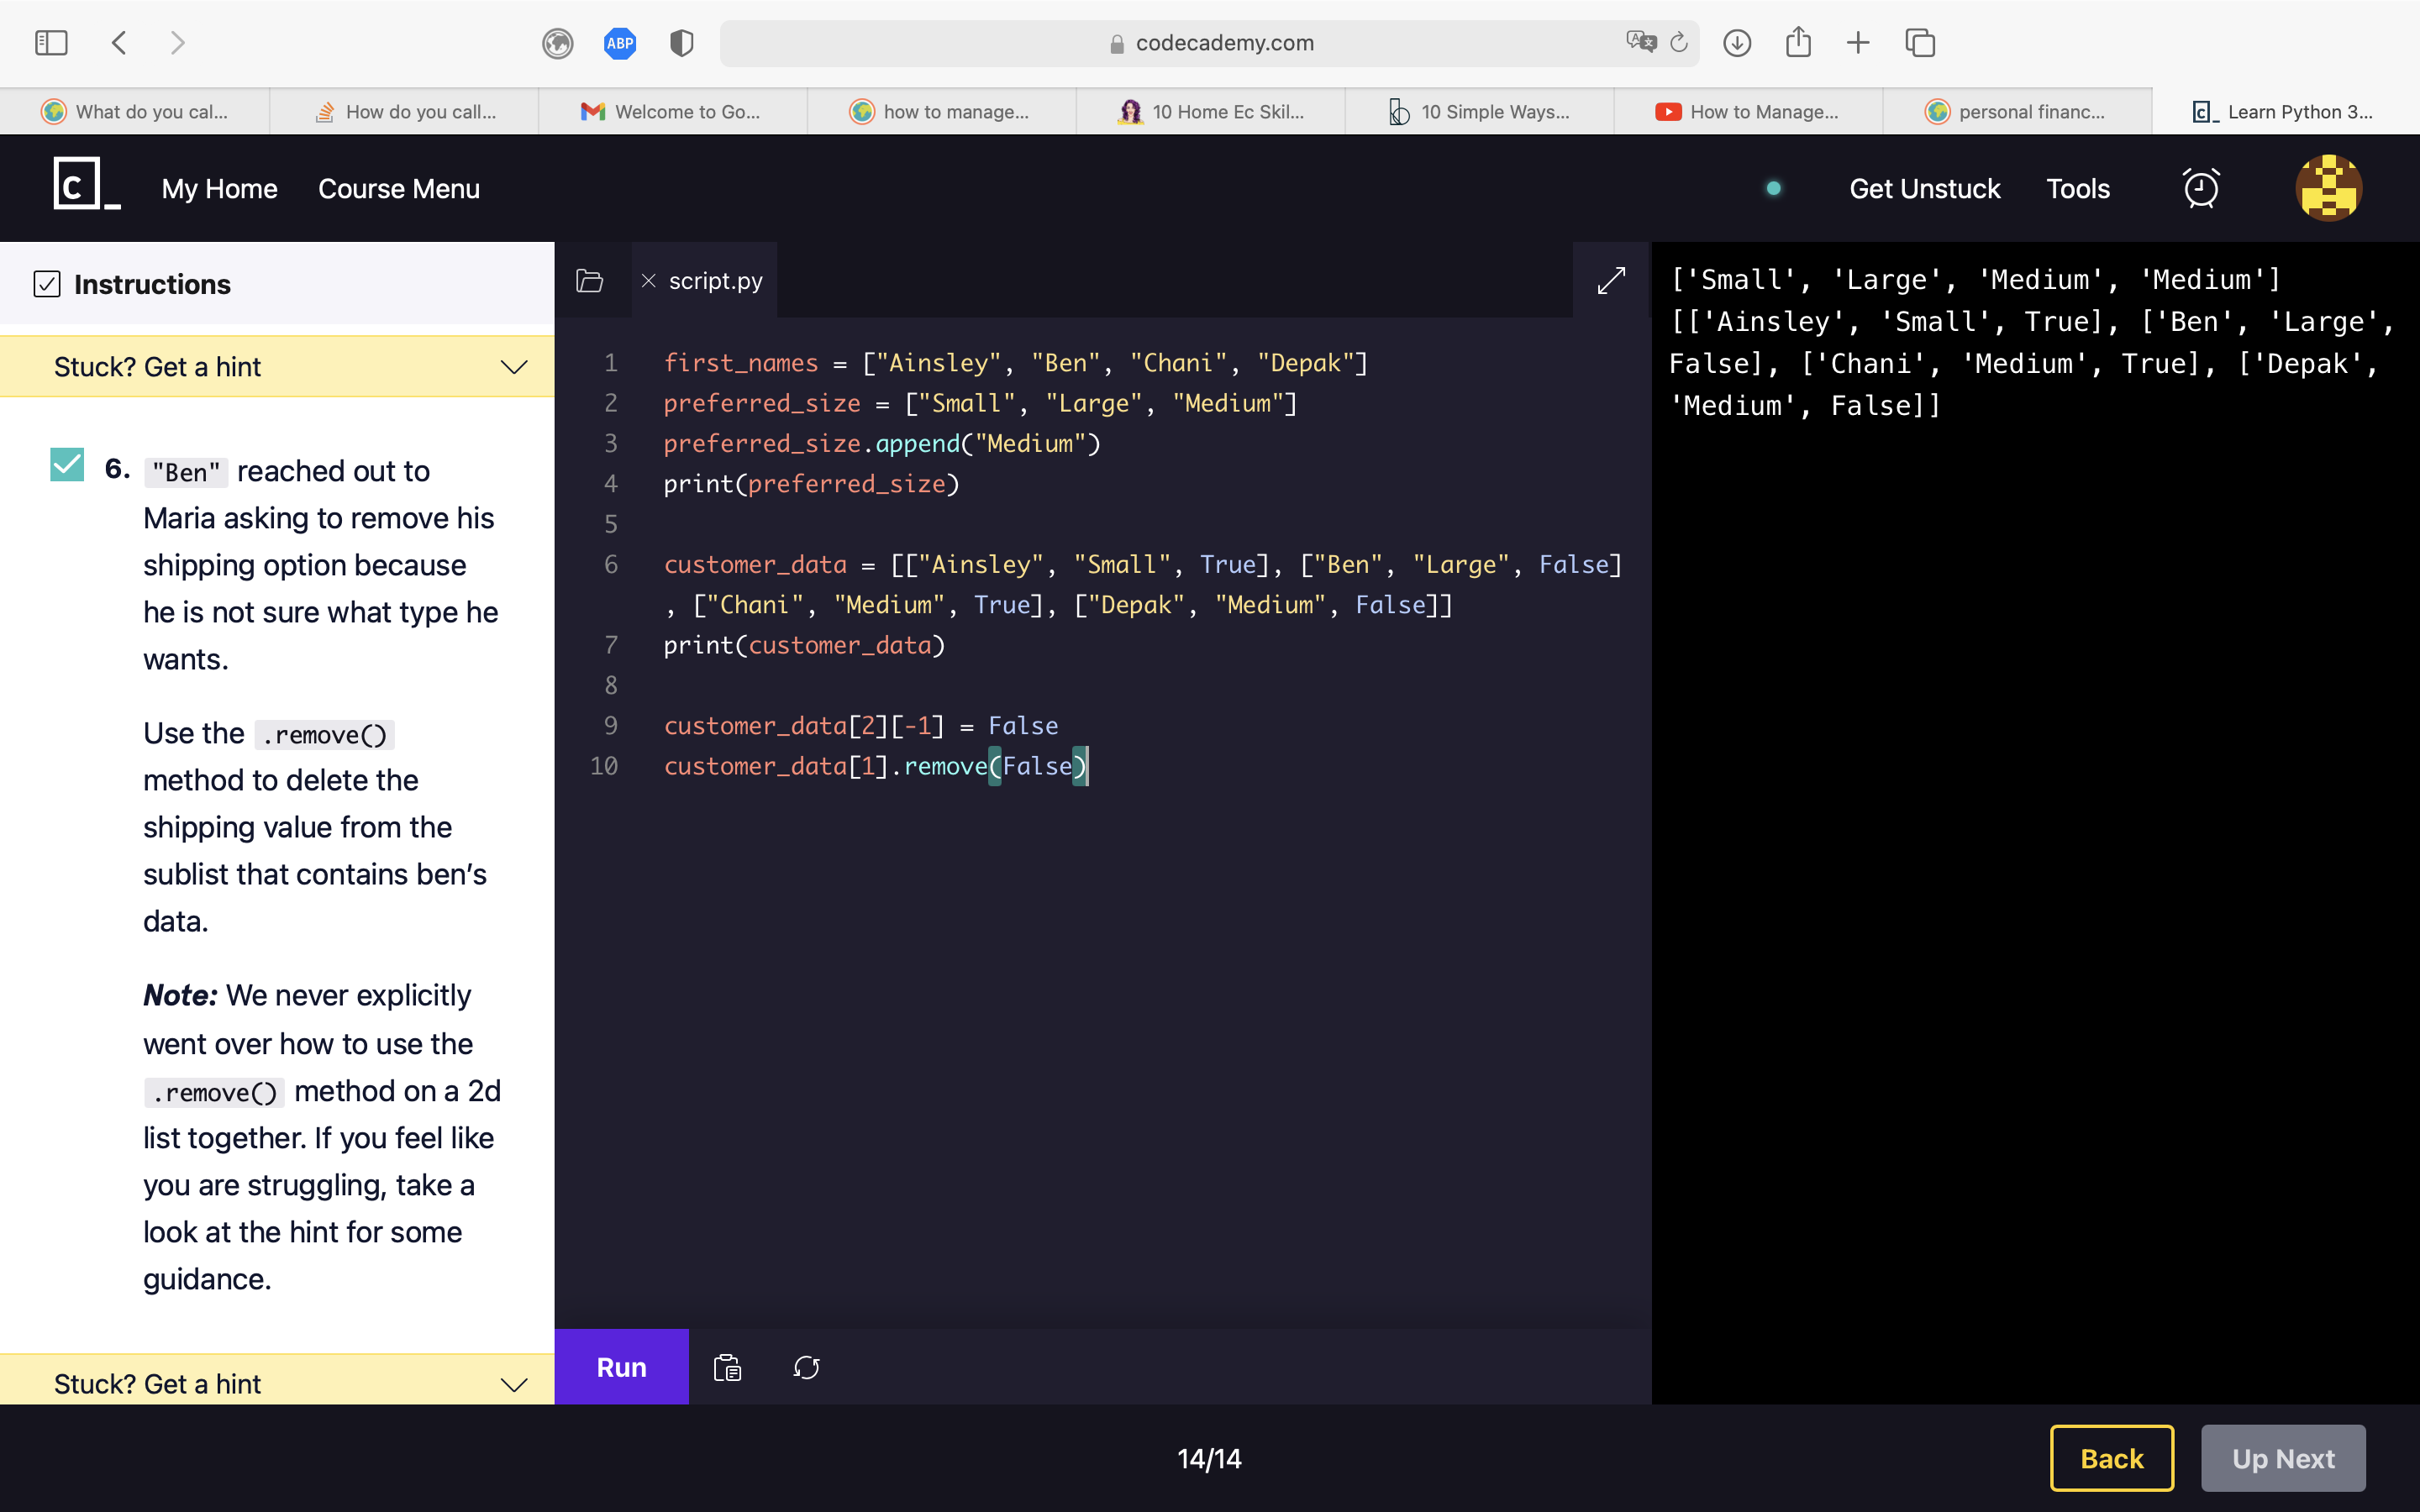 ABP
codecademy.com
What do you cal...
How do you call...
Welcome to Go...
how to manage...
10 Home Ec Skil...
10 Simple Ways...
How to Manage...
personal financ...
Learn Python 3...
My Home
Course Menu
Get Unstuck
Tools
Instructions
Stuck? Get a hint
6. "Ben" reached out to
Maria asking to remove his
shipping option because
he is not sure what type he
wants.
Use the .remove()
method to delete the
shipping value from the
sublist that contains ben's
data.
Note: We never explicitly
went over how to use the
.remove() method on a 2d
list together. If you feel like
you are struggling, take a
look at the hint for some
guidance.
Stuck? Get a hint
script.py
1 first_names = ["Ainsley", "Ben", "Chani", "Depak"]
2 preferred_size = ["Small", "Large", "Medium"]
3 preferred_size.append("Medium")
4 print(preferred_size)
5
6 customer_data = [["Ainsley", "Small", True], ["Ben", "Large", False]
, ["Chani", "Medium", True], ["Depak", "Medium", False]]
7 print(customer_data)
8
9 customer_data[2][-1] = False
10 customer_data[1].remove(False)
Run
['Small', 'Large', 'Medium', 'Medium']
[['Ainsley', 'Small', True], ['Ben', 'Large',
False], ['Chani', 'Medium', True], ['Depak',
'Medium', False]]
14/14
Back
Up Next